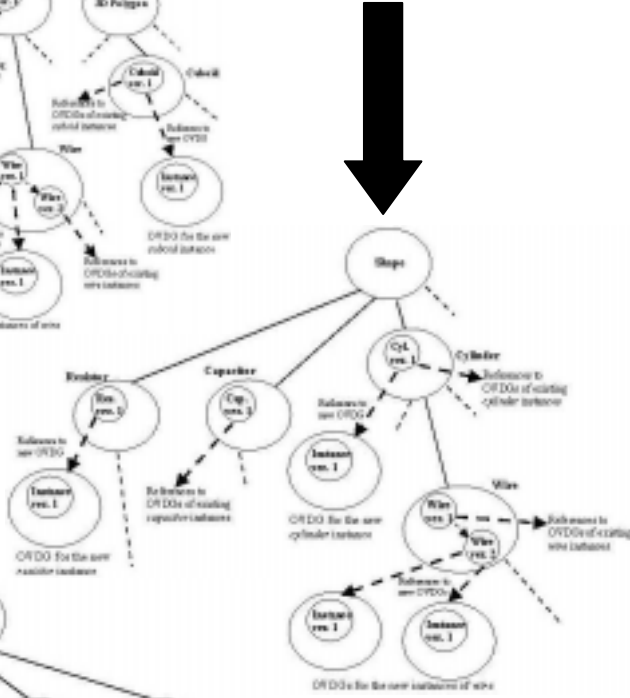 3D Polygon
Cuboid
ver. 1
Cuboid
References to
OVDGs of existing
cuboid instances
Reference to
new OVDG
Instance
ver. 1
OVDG for the new
cuboid instance
Wire
Wire
ver. 1
Wire
ver. 2
References to
OVDGs of existing
wire instances
Instance
ver. 1
instances of wire
Shape
Resistor
Res.
ver. 1
Reference to
new OVDG
Instance
ver. 1
OVDG for the new
resistor instance
Capacitor
Cap.
ver. 1
References to
OVDGs of existing
capacitor instances
Cylinder
Cyl.
ver. 1
References to
OVDGs of existing
cylinder instances
Reference to
new OVDG
Instance
ver. 1
OVDG for the new
cylinder instance
Wire
Wire
ver. 1
Wire
ver. 2
References to
OVDGs of existing
wire instances
References to
new OVDGs
Instance
ver. 1
Instance
ver. 1
OVDGs for the new instances of wire